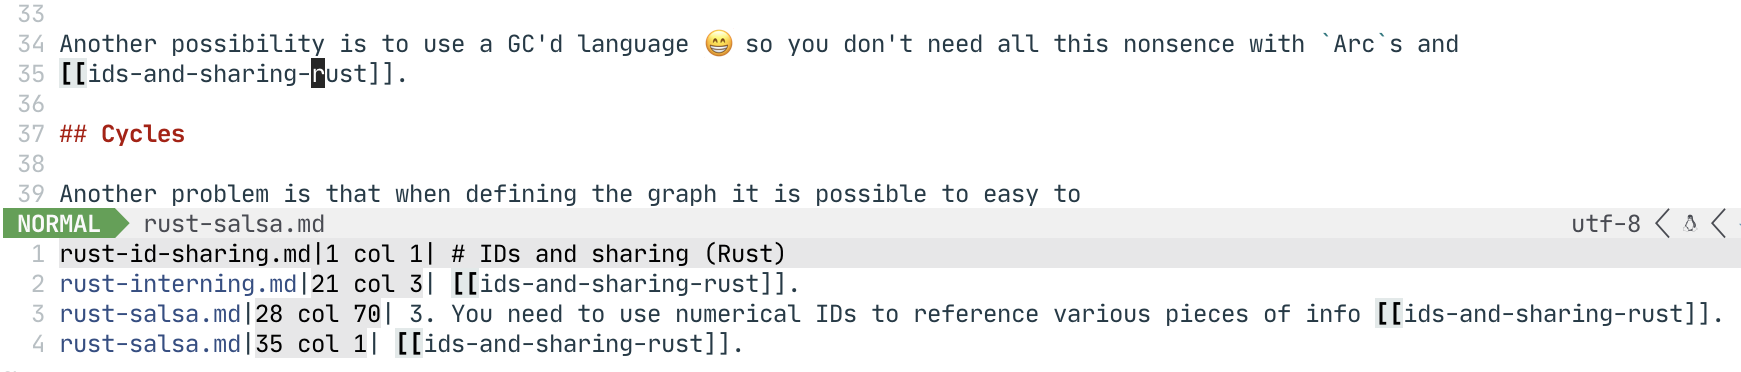 33
34 Another possibility is to use a GC'd language 😁 so you don't need all this nonsence with `Arc`s and
35 [[ids-and-sharing-rust]].
36
37 ## Cycles
38
39 Another problem is that when defining the graph it is possible to easy to
NORMAL rust-salsa.md utf-8
1 rust-id-sharing.md|1 col 1| # IDs and sharing (Rust)
2 rust-interning.md|21 col 3| [[ids-and-sharing-rust]].
3 rust-salsa.md|28 col 70| 3. You need to use numerical IDs to reference various pieces of info [[ids-and-sharing-rust]].
4 rust-salsa.md|35 col 1| [[ids-and-sharing-rust]].